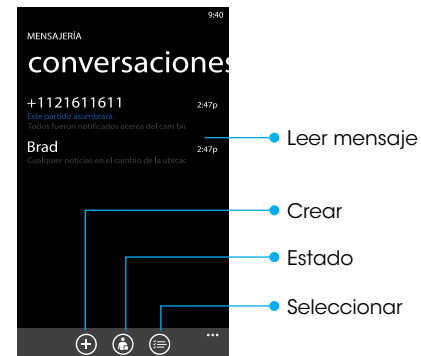 9:40
MENSAJERÍA
conversaciones
+1121611611 2:47p
Este partido asombrará.
Todos fueron notificados acerca del cam bic
Brad 2:47p
Cualquier noticias en el cambio de la ubicac
Leer mensaje
Crear
Estado
Seleccionar